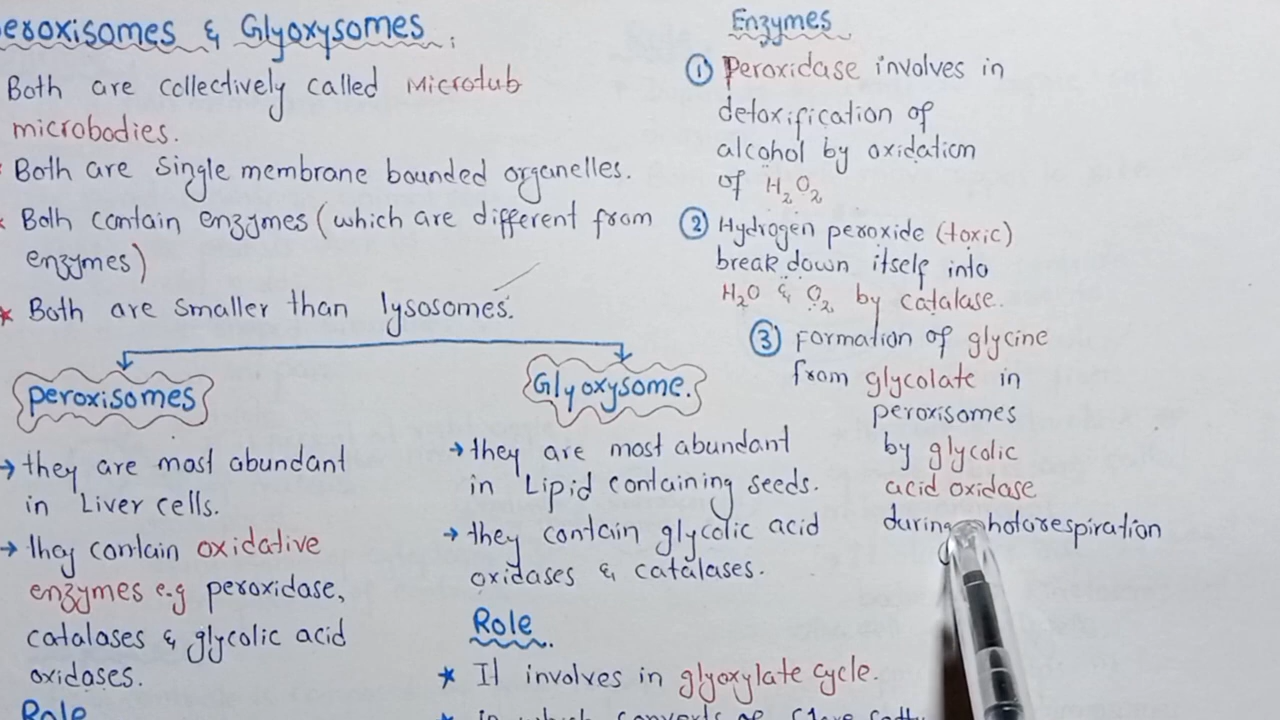 eroxisomes & Glyoxysomes.
Both are collectively called Microtub
microbodies.
Both are single membrane bounded organelles.
Both contain enzymes (which are different from
enzymes)
* Both are smaller than lysosomes.
peroxisomes
→ they are most abundant
in Liver cells.
→ they contain oxidative
enzymes e.g peroxidase,
catalases & glycolic acid
oxidases.
Role
Glyoxysome.
→ they are most abundant
in Lipid containing seeds.
→ they contain glycolic acid
oxidases & catalases.
Role
* It involves in glyoxylate cycle.
Enzymes
① Peroxidase involves in
detoxification of
alcohol by oxidation
of H2O2
② Hydrogen peroxide (toxic)
break down itself into
H2O & O2 by catalase.
③ formation of glycine
from glycolate in
peroxisomes
by glycolic
acid oxidase
during hotorespiration